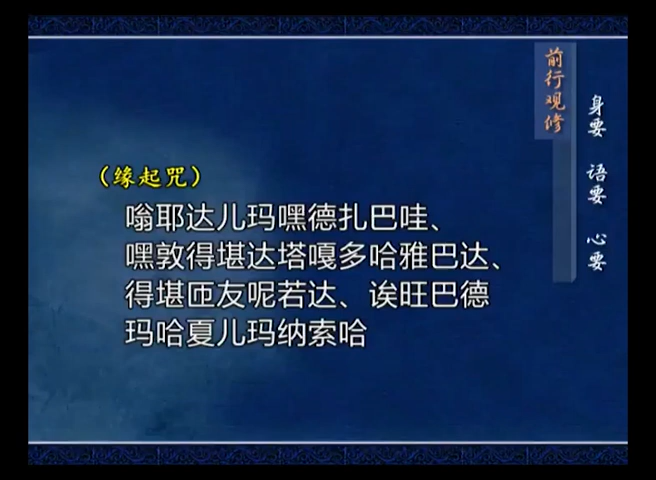 前行观修
身要 语要 心要
（缘起咒）
嗡耶达儿玛嘿德扎巴哇、
嘿敦得堪达塔嘎多哈雅巴达、
得堪匝友呢若达、诶旺巴德
玛哈夏儿玛纳索哈